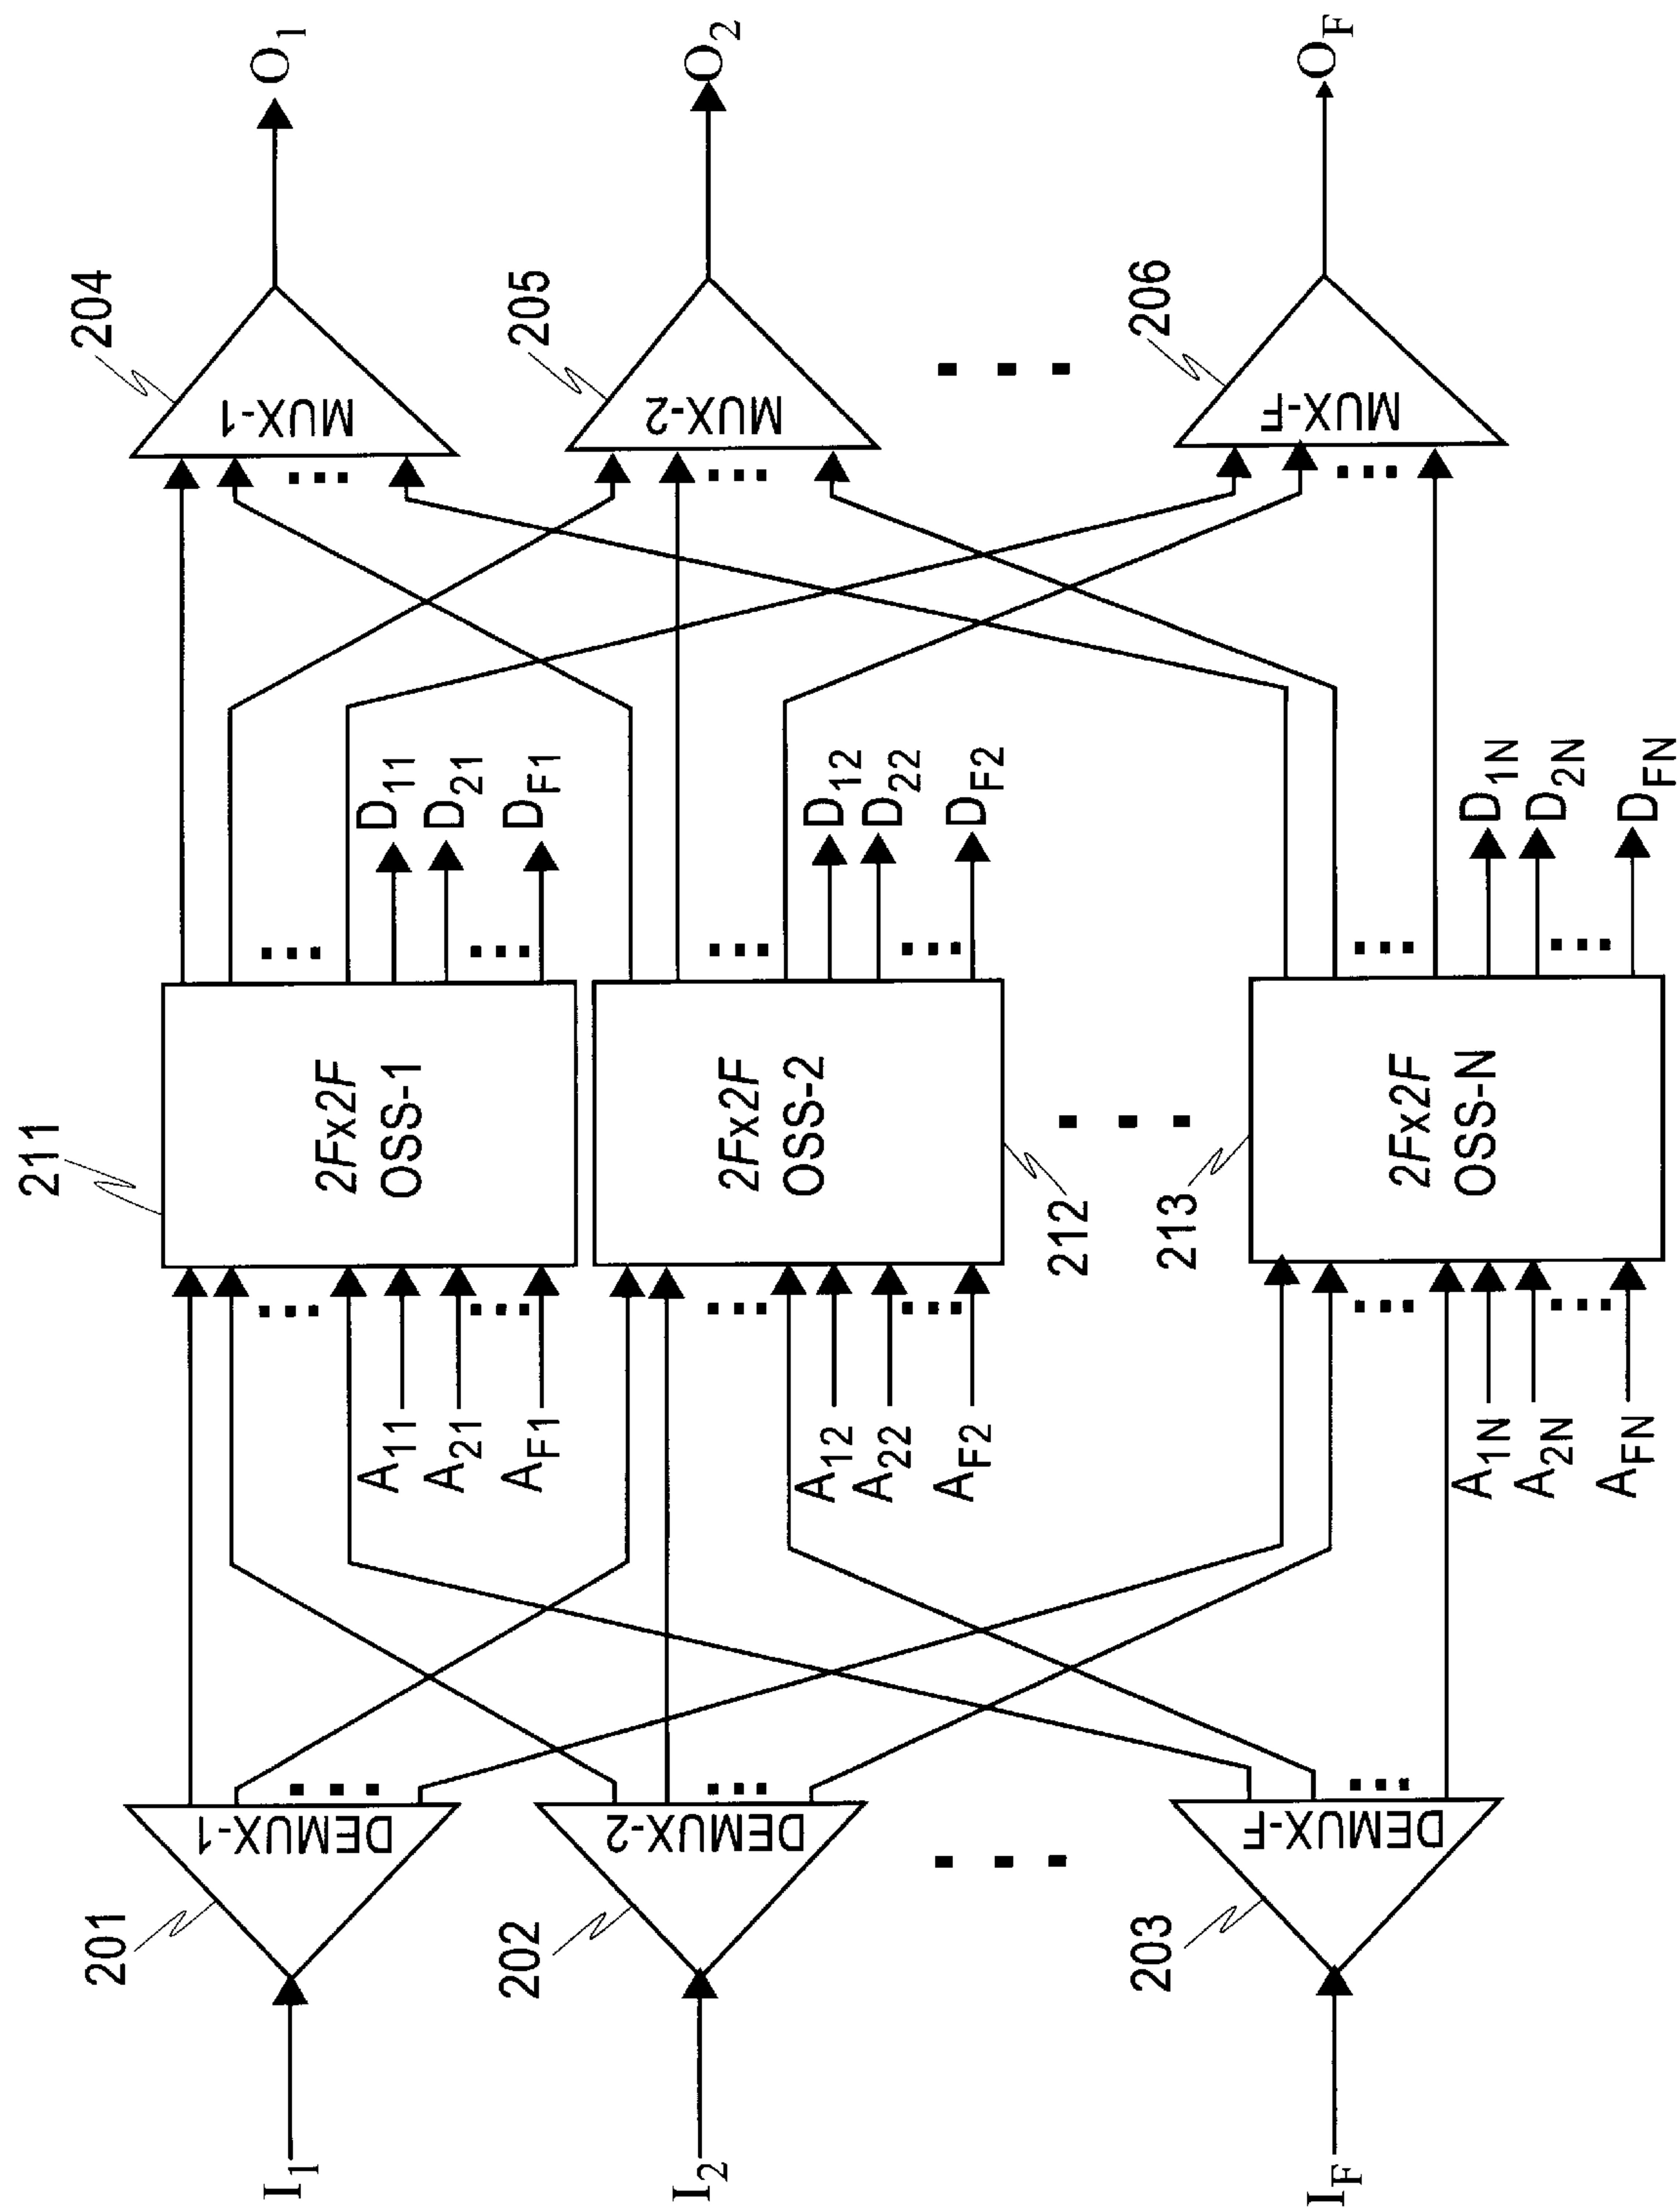 I1
I2
IF
201
202
203
DEMUX-1
DEMUX-2
DEMUX-F
A11
A21
AF1
A12
A22
AF2
A1N
A2N
AFN
211
2Fx2F
OSS-1
2Fx2F
OSS-2
212
213
2Fx2F
OSS-N
D11
D21
DF1
D12
D22
DF2
D1N
D2N
DFN
204
205
206
MUX-1
MUX-2
MUX-F
O1
O2
OF